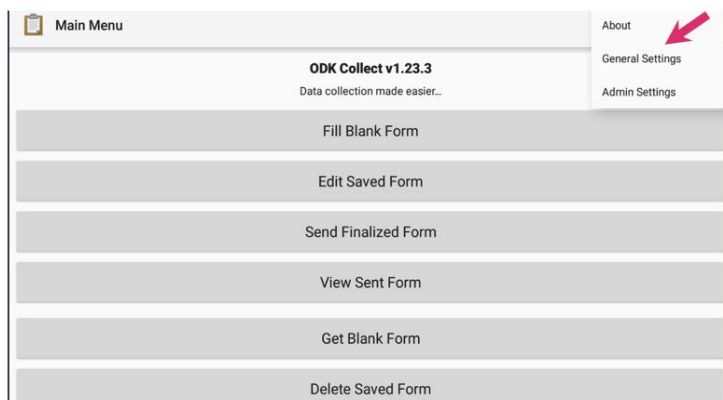 Main Menu
About
General Settings
Admin Settings
ODK Collect v1.23.3
Data collection made easier...
Fill Blank Form
Edit Saved Form
Send Finalized Form
View Sent Form
Get Blank Form
Delete Saved Form